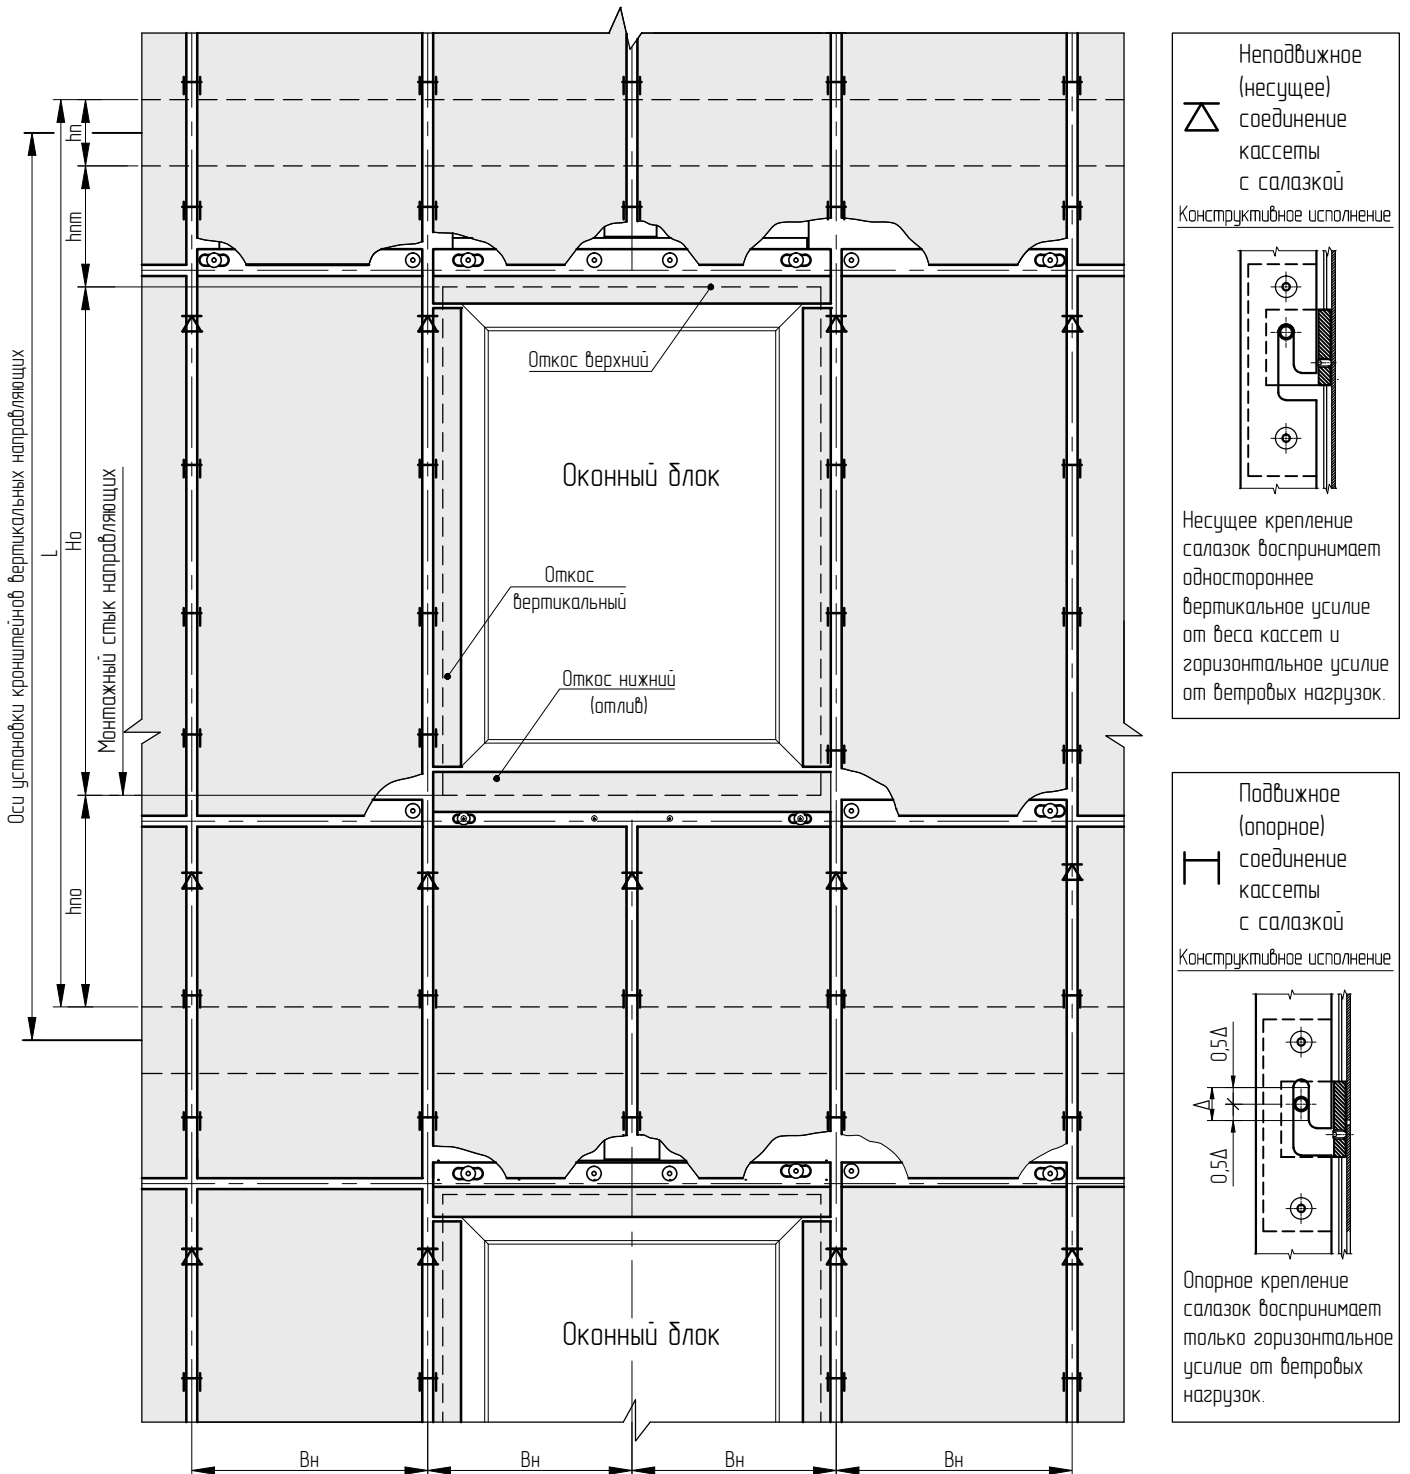 Оси установки кронштейнов вертикальных направляющих
L
hп
hпт
Но
hпо
Монтажный стык направляющих
Откос верхний
Оконный блок
Откос
вертикальный
Откос нижний
(отлив)
Оконный блок
Вн
Вн
Вн
Вн
Неподвижное
(несущее)
соединение
кассеты
с салазкой
Конструктивное исполнение
Несущее крепление
салазок воспринимает
одностороннее
вертикальное усилие
от веса кассет и
горизонтальное усилие
от ветровых нагрузок.
Подвижное
(опорное)
соединение
кассеты
с салазкой
Конструктивное исполнение
0,5Δ
Δ
0,5Δ
Опорное крепление
салазок воспринимает
только горизонтальное
усилие от ветровых
нагрузок.